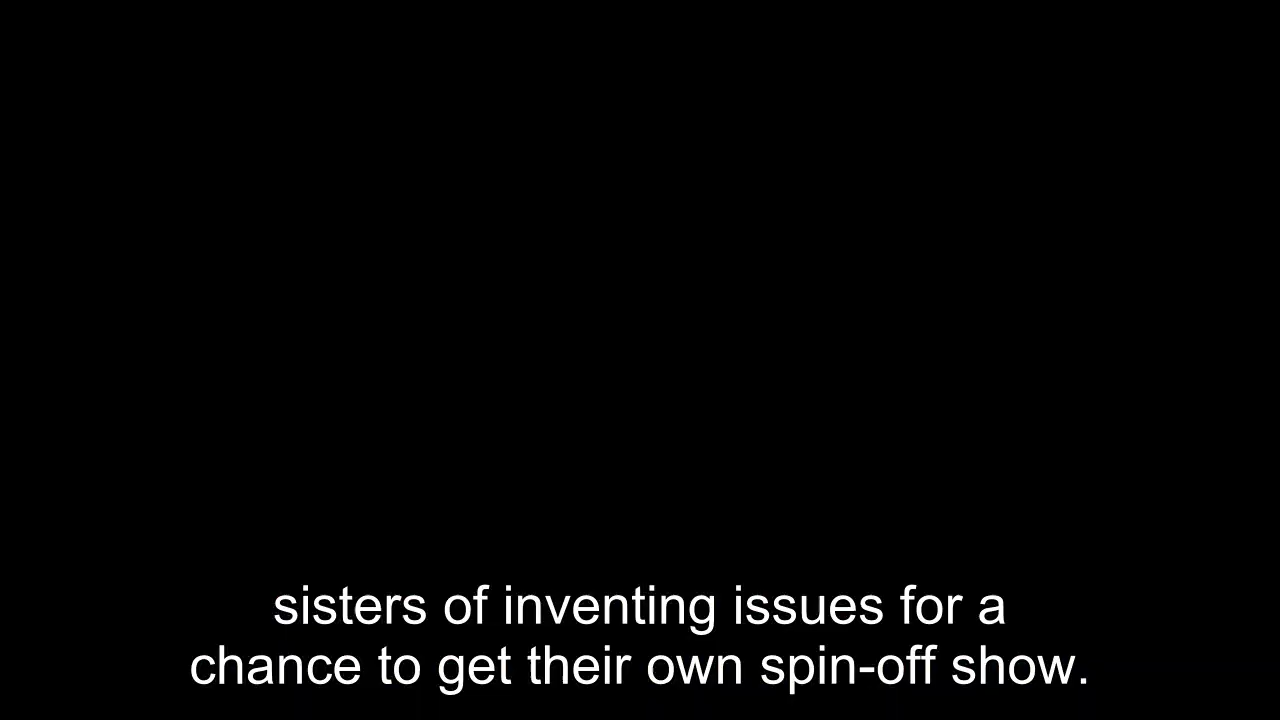 sisters of inventing issues for a
chance to get their own spin-off show.